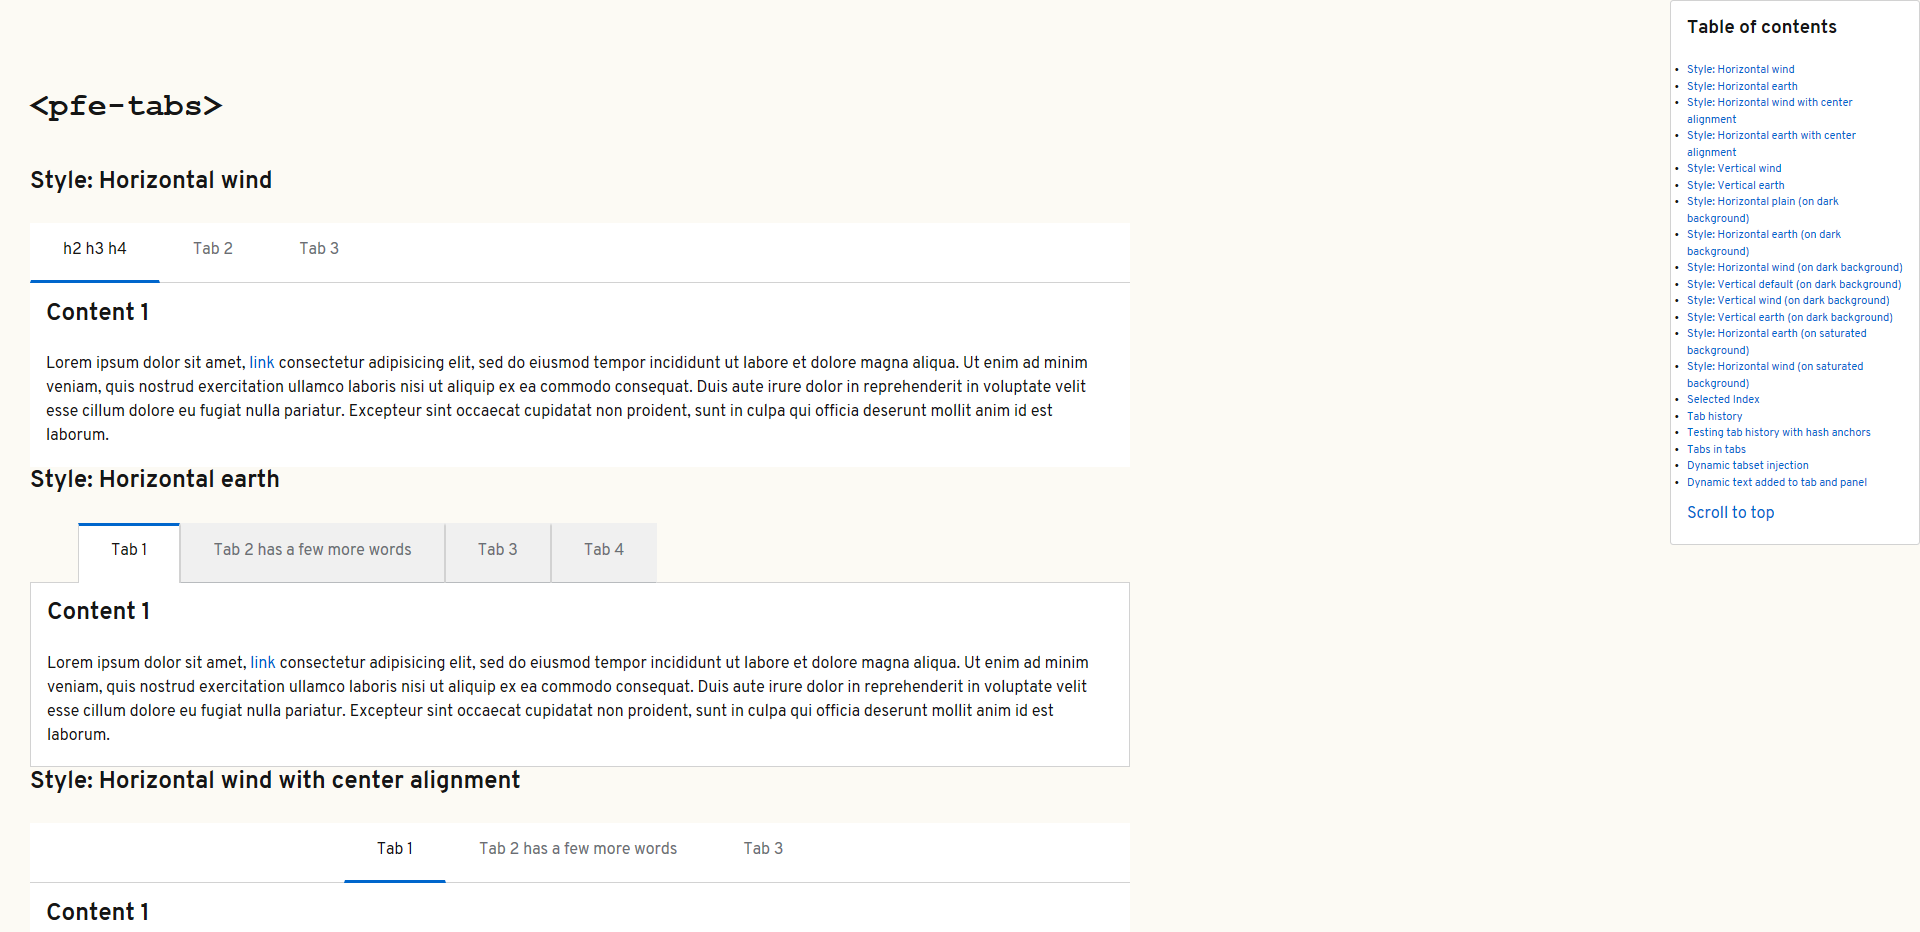 <pfe-tabs>
Style: Horizontal wind
h2 h3 h4
Tab 2
Tab 3
Content 1
Lorem ipsum dolor sit amet, link consectetur adipisicing elit, sed do eiusmod tempor incididunt ut labore et dolore magna aliqua. Ut enim ad minim
veniam, quis nostrud exercitation ullamco laboris nisi ut aliquip ex ea commodo consequat. Duis aute irure dolor in reprehenderit in voluptate velit
esse cillum dolore eu fugiat nulla pariatur. Excepteur sint occaecat cupidatat non proident, sunt in culpa qui officia deserunt mollit anim id est
laborum.
Style: Horizontal earth
Tab 1
Tab 2 has a few more words
Tab 3
Tab 4
Content 1
Lorem ipsum dolor sit amet, link consectetur adipisicing elit, sed do eiusmod tempor incididunt ut labore et dolore magna aliqua. Ut enim ad minim
veniam, quis nostrud exercitation ullamco laboris nisi ut aliquip ex ea commodo consequat. Duis aute irure dolor in reprehenderit in voluptate velit
esse cillum dolore eu fugiat nulla pariatur. Excepteur sint occaecat cupidatat non proident, sunt in culpa qui officia deserunt mollit anim id est
laborum.
Style: Horizontal wind with center alignment
Tab 1
Tab 2 has a few more words
Tab 3
Content 1
Table of contents
• Style: Horizontal wind
• Style: Horizontal earth
• Style: Horizontal wind with center
alignment
• Style: Horizontal earth with center
alignment
• Style: Vertical wind
• Style: Vertical earth
• Style: Horizontal plain (on dark
background)
• Style: Horizontal earth (on dark
background)
• Style: Horizontal wind (on dark background)
• Style: Vertical default (on dark background)
• Style: Vertical wind (on dark background)
• Style: Vertical earth (on dark background)
• Style: Horizontal earth (on saturated
background)
• Style: Horizontal wind (on saturated
background)
• Selected Index
• Tab history
• Testing tab history with hash anchors
• Tabs in tabs
• Dynamic tabset injection
• Dynamic text added to tab and panel
Scroll to top